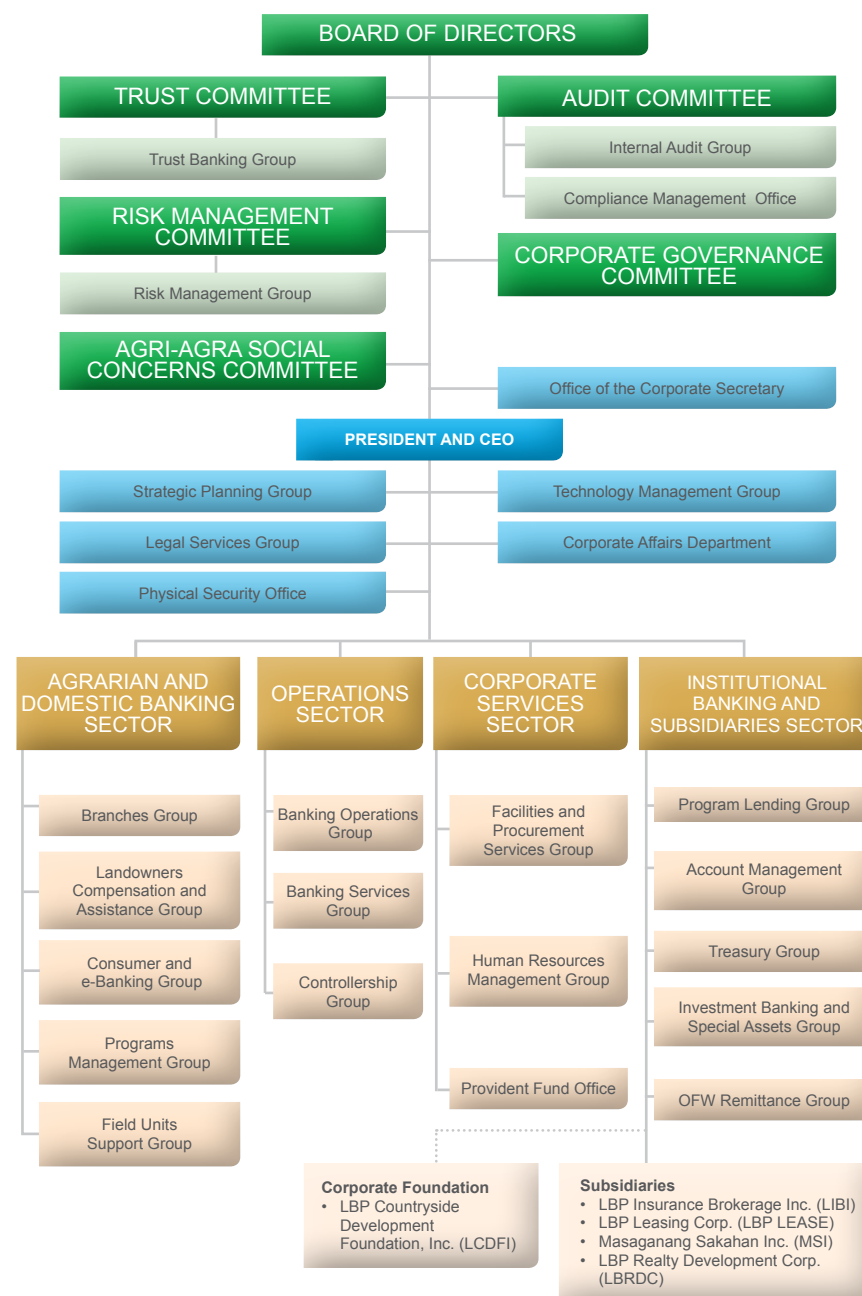 BOARD OF DIRECTORS
TRUST COMMITTEE
Trust Banking Group
RISK MANAGEMENT
COMMITTEE
Risk Management Group
AGRI-AGRA SOCIAL
CONCERNS COMMITTEE
AUDIT COMMITTEE
Internal Audit Group
Compliance Management Office
CORPORATE GOVERNANCE
COMMITTEE
Office of the Corporate Secretary
PRESIDENT AND CEO
Strategic Planning Group
Legal Services Group
Physical Security Office
Technology Management Group
Corporate Affairs Department
AGRARIAN AND
DOMESTIC BANKING
SECTOR
Branches Group
Landowners
Compensation and
Assistance Group
Consumer and
e-Banking Group
Programs
Management Group
Field Units
Support Group
OPERATIONS
SECTOR
Banking Operations
Group
Banking Services
Group
Controllership
Group
CORPORATE
SERVICES
SECTOR
Facilities and
Procurement
Services Group
Human Resources
Management Group
Provident Fund Office
INSTITUTIONAL
BANKING AND
SUBSIDIARIES SECTOR
Program Lending Group
Account Management
Group
Treasury Group
Investment Banking and
Special Assets Group
OFW Remittance Group
Corporate Foundation
• LBP Countryside
Development
Foundation, Inc. (LCDFI)
Subsidiaries
• LBP Insurance Brokerage Inc. (LIBI)
• LBP Leasing Corp. (LBP LEASE)
• Masaganang Sakahan Inc. (MSI)
• LBP Realty Development Corp.
(LBRDC)